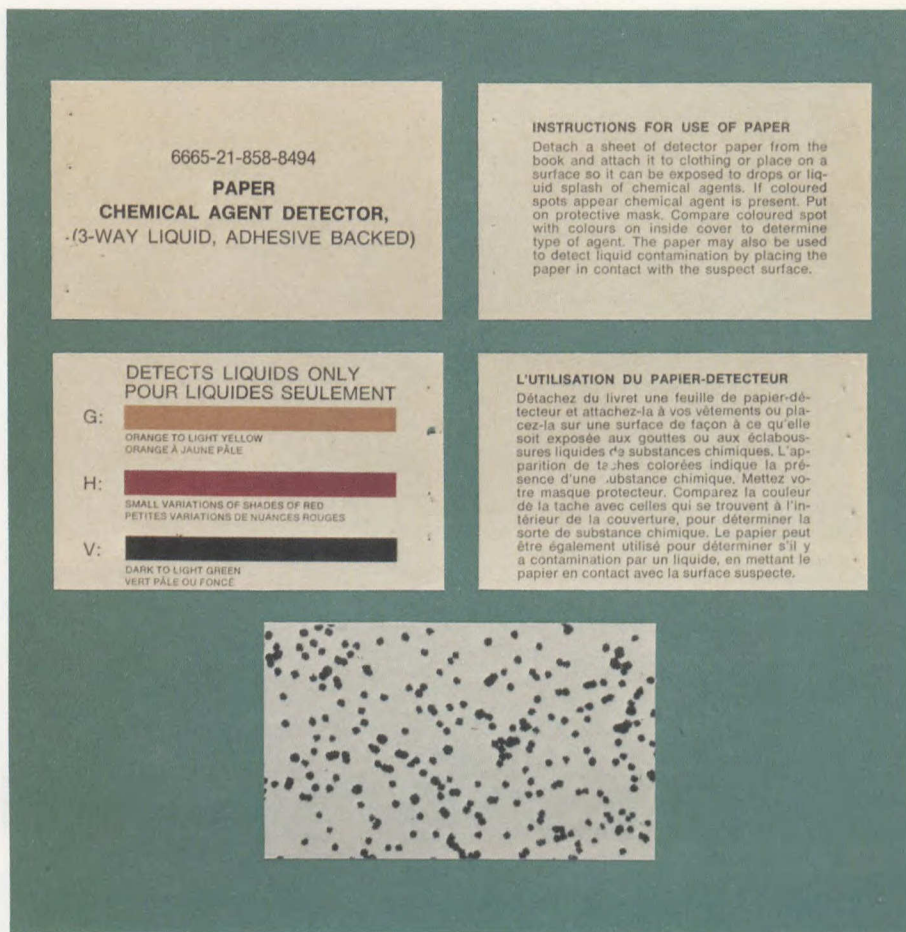 6665-21-858-8494
PAPER
CHEMICAL AGENT DETECTOR,
(3-WAY LIQUID, ADHESIVE BACKED)
INSTRUCTIONS FOR USE OF PAPER
Detach a sheet of detector paper from the
book and attach it to clothing or place on a
surface so it can be exposed to drops or liq-
uid splash of chemical agents. If coloured
spots appear chemical agent is present. Put
on protective mask. Compare coloured spot
with colours on inside cover to determine
type of agent. The paper may also be used
to detect liquid contamination by placing the
paper in contact with the suspect surface.
DETECTS LIQUIDS ONLY
POUR LIQUIDES SEULEMENT
G:
ORANGE TO LIGHT YELLOW
ORANGE À JAUNE PÂLE
H:
SMALL VARIATIONS OF SHADES OF RED
PETITES VARIATIONS DE NUANCES ROUGES
V:
DARK TO LIGHT GREEN
VERT PÂLE OU FONCÉ
L'UTILISATION DU PAPIER-DETECTEUR
Détachez du livret une feuille de papier-dé-
tecteur et attachez-la à vos vêtements ou pla-
cez-la sur une surface de façon à ce qu'elle
soit exposée aux gouttes ou aux éclabous-
sures liquides de substances chimiques. L'ap-
parition de taches colorées indique la pré-
sence d'une substance chimique. Mettez vo-
tre masque protecteur. Comparez la couleur
de la tache avec celles qui se trouvent à l'in-
térieur de la couverture, pour déterminer la
sorte de substance chimique. Le papier peut
être également utilisé pour déterminer s'il y
a contamination par un liquide, en mettant le
papier en contact avec la surface suspecte.